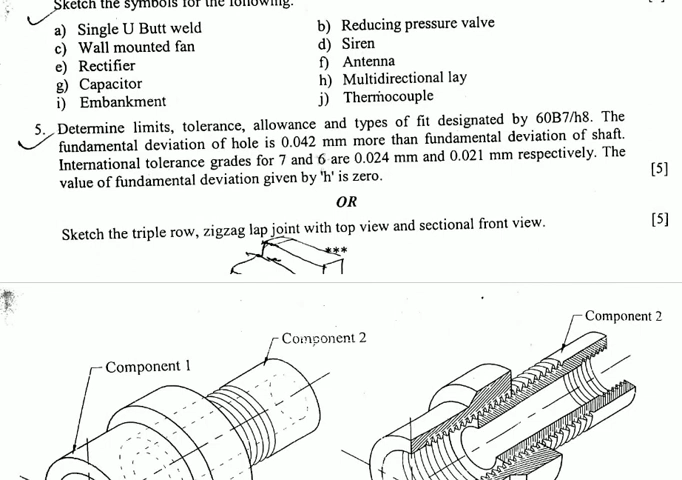 Sketch the symbols for the following.
a) Single U Butt weld
b) Reducing pressure valve
c) Wall mounted fan
d) Siren
e) Rectifier
f) Antenna
g) Capacitor
h) Multidirectional lay
i) Embankment
j) Thermocouple
5. Determine limits, tolerance, allowance and types of fit designated by 60B7/h8. The
fundamental deviation of hole is 0.042 mm more than fundamental deviation of shaft.
International tolerance grades for 7 and 6 are 0.024 mm and 0.021 mm respectively. The
value of fundamental deviation given by 'h' is zero. [5]
OR
Sketch the triple row, zigzag lap joint with top view and sectional front view. [5]
***
Component 2
Component 2
Component 1